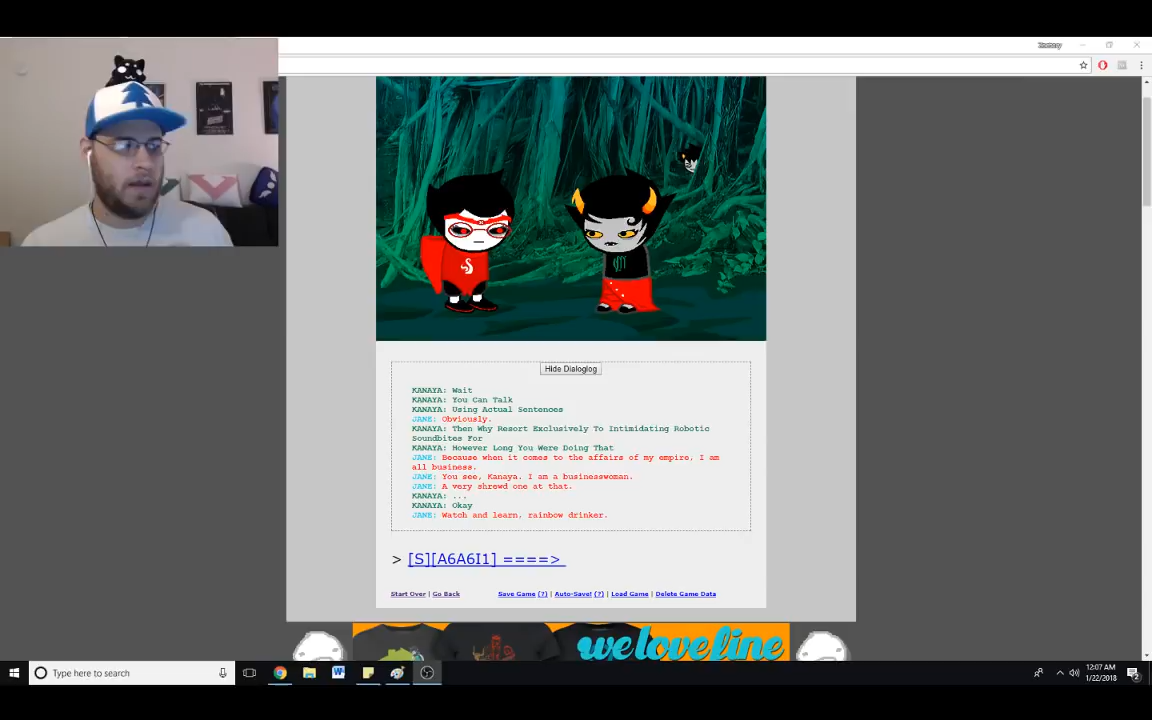 Hide Dialoglog
KANAYA: Wait
KANAYA: You Can Talk
KANAYA: Using Actual Sentences
JANE: Obviously.
KANAYA: Then Why Resort Exclusively To Intimidating Robotic
Soundbites For
KANAYA: However Long You Were Doing That
JANE: Because when it comes to the affairs of my empire, I am
all business.
JANE: You see, Kanaya. I am a businesswoman.
JANE: A very shrewd one at that.
KANAYA: ...
KANAYA: Okay
JANE: Watch and learn, rainbow drinker.
> [S][A6A6I1] ====>
Start Over | Go Back Save Game (?) | Auto-Save! (?) | Load Game | Delete Game Data
welovefine
Type here to search
12:07 AM
1/22/2018